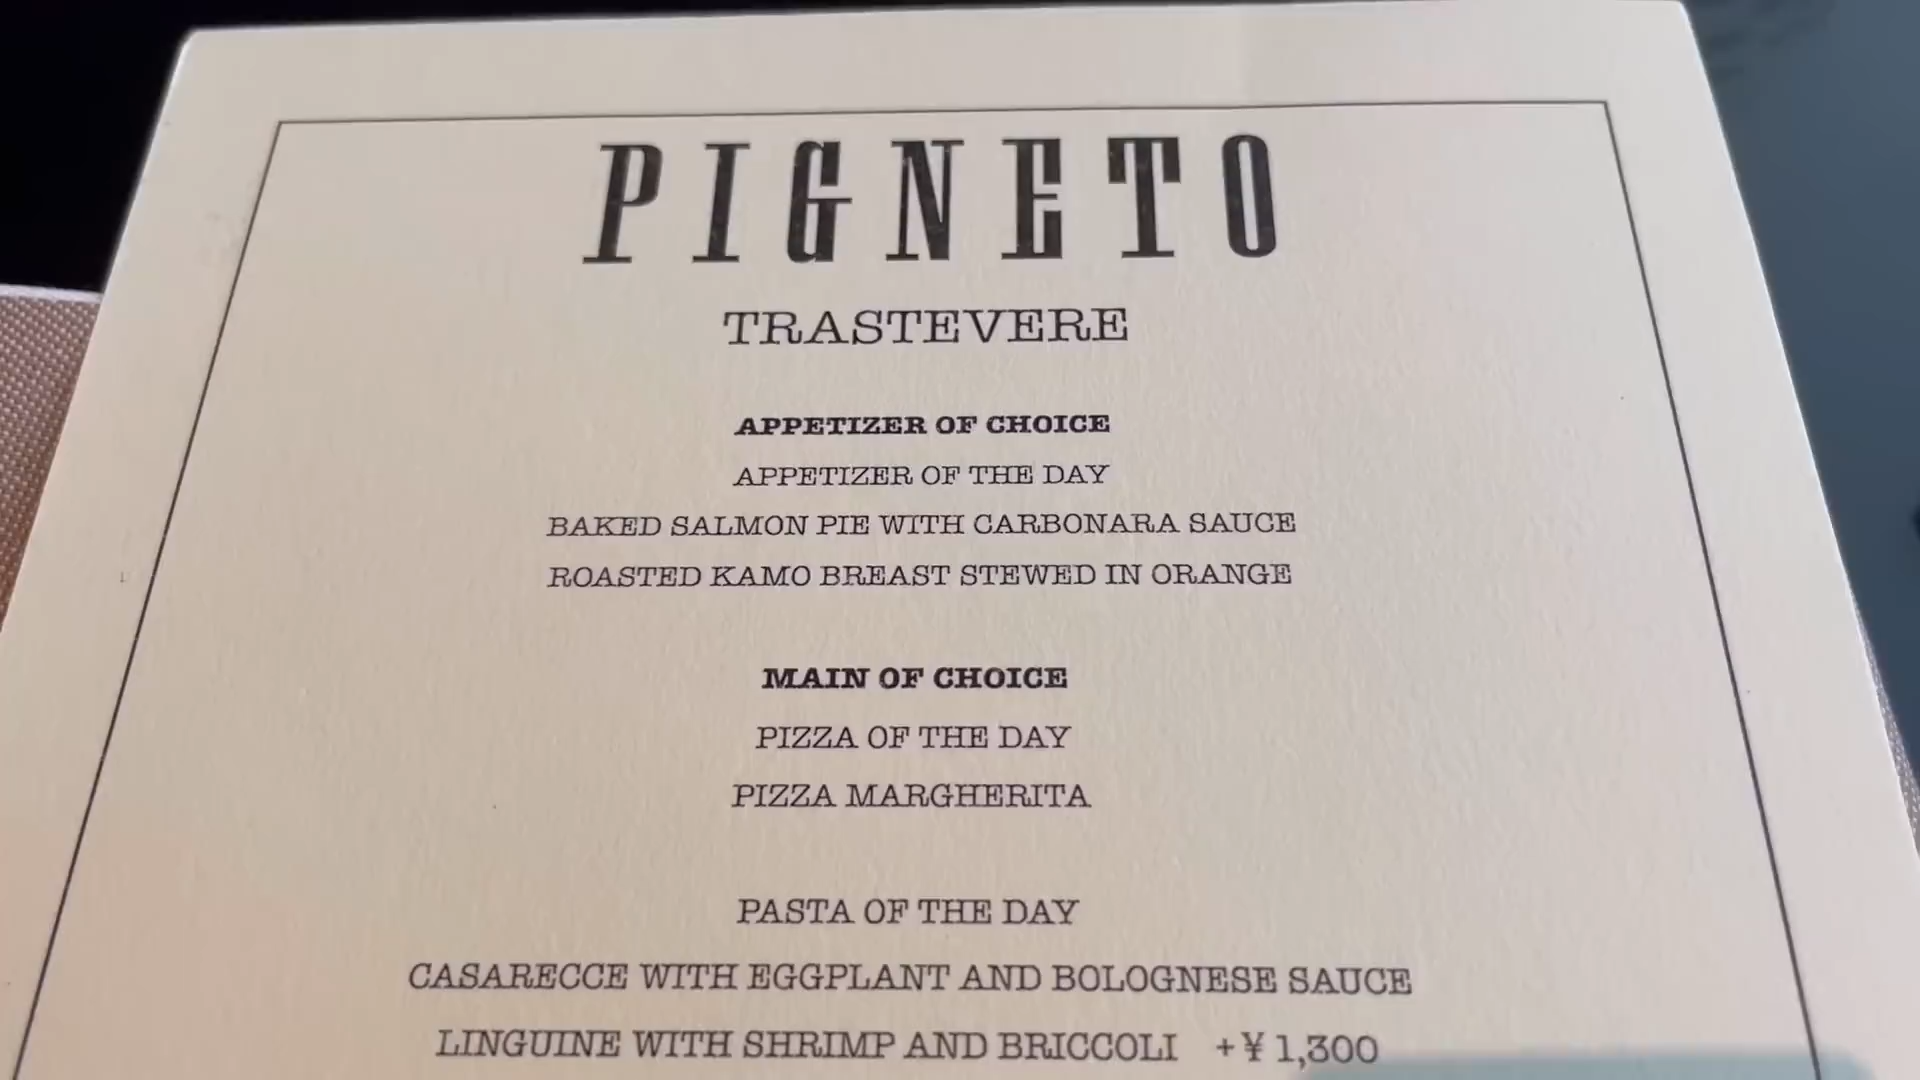 PIGNETO
TRASTEVERE
APPETIZER OF CHOICE
APPETIZER OF THE DAY
BAKED SALMON PIE WITH CARBONARA SAUCE
ROASTED KAMO BREAST STEWED IN ORANGE
MAIN OF CHOICE
PIZZA OF THE DAY
PIZZA MARGHERITA
PASTA OF THE DAY
CASARECCE WITH EGGPLANT AND BOLOGNESE SAUCE
LINGUINE WITH SHRIMP AND BRICCOLI +¥1,300